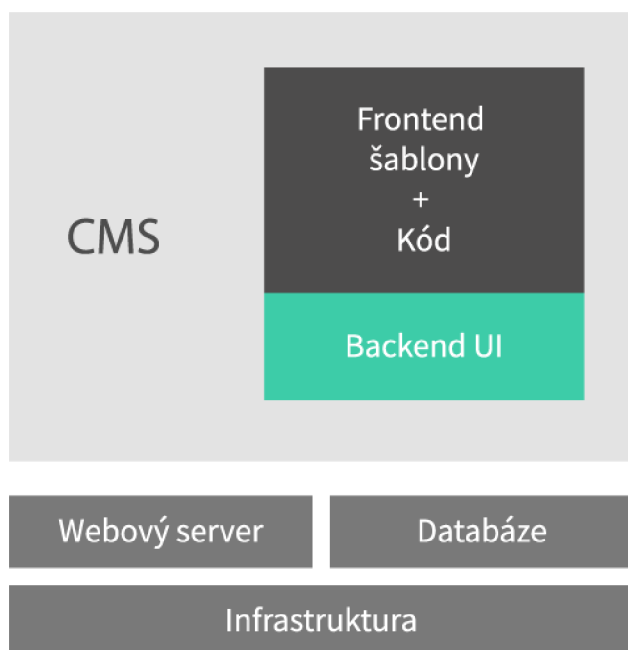 CMS
Frontend
šablony
+
Kód
Backend UI
Webový server
Databáze
Infrastruktura